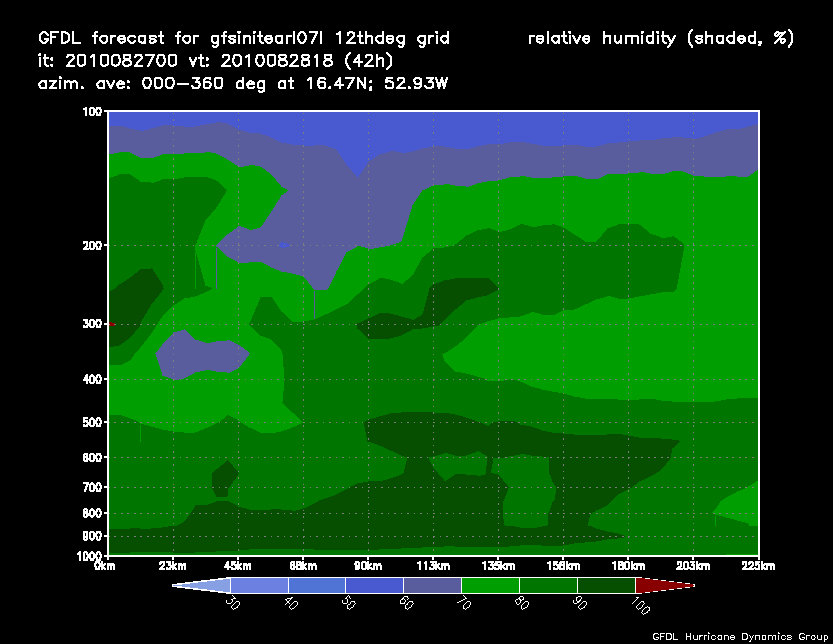 GFDL forecast for gfsinitearl07l 12thdeg grid relative humidity (shaded, %)
it: 2010082700 vt: 2010082818 (42h)
azim. ave: 000-360 deg at 16.47N; 52.93W
100
200
300
400
500
600
700
800
900
1000
0km 23km 45km 68km 90km 113km 135km 158km 180km 203km 225km
30 40 50 60 70 80 90 100
GFDL Hurricane Dynamics Group